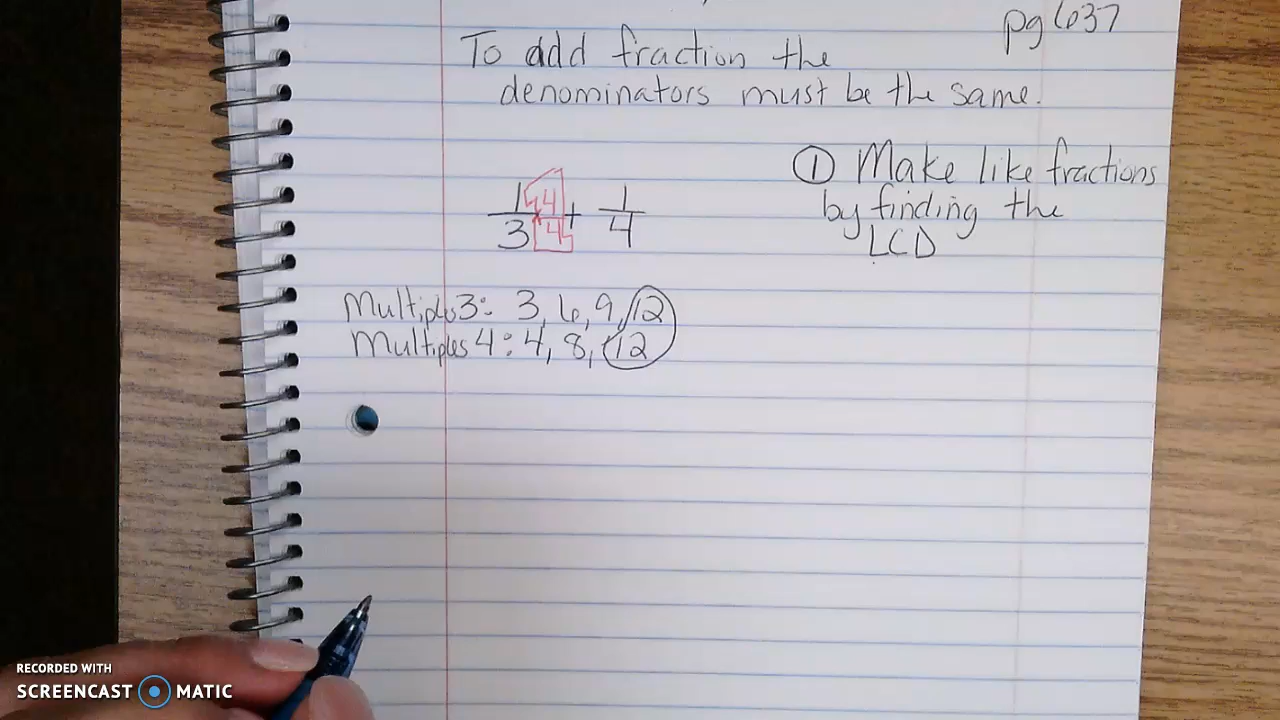 pg 637
To add fraction the
denominators must be the same.
① Make like fractions
by finding the
LCD
1/3 4/4 + 1/4
Multiples 3: 3, 6, 9, 12
Multiples 4: 4, 8, 12
RECORDED WITH
SCREENCAST MATIC